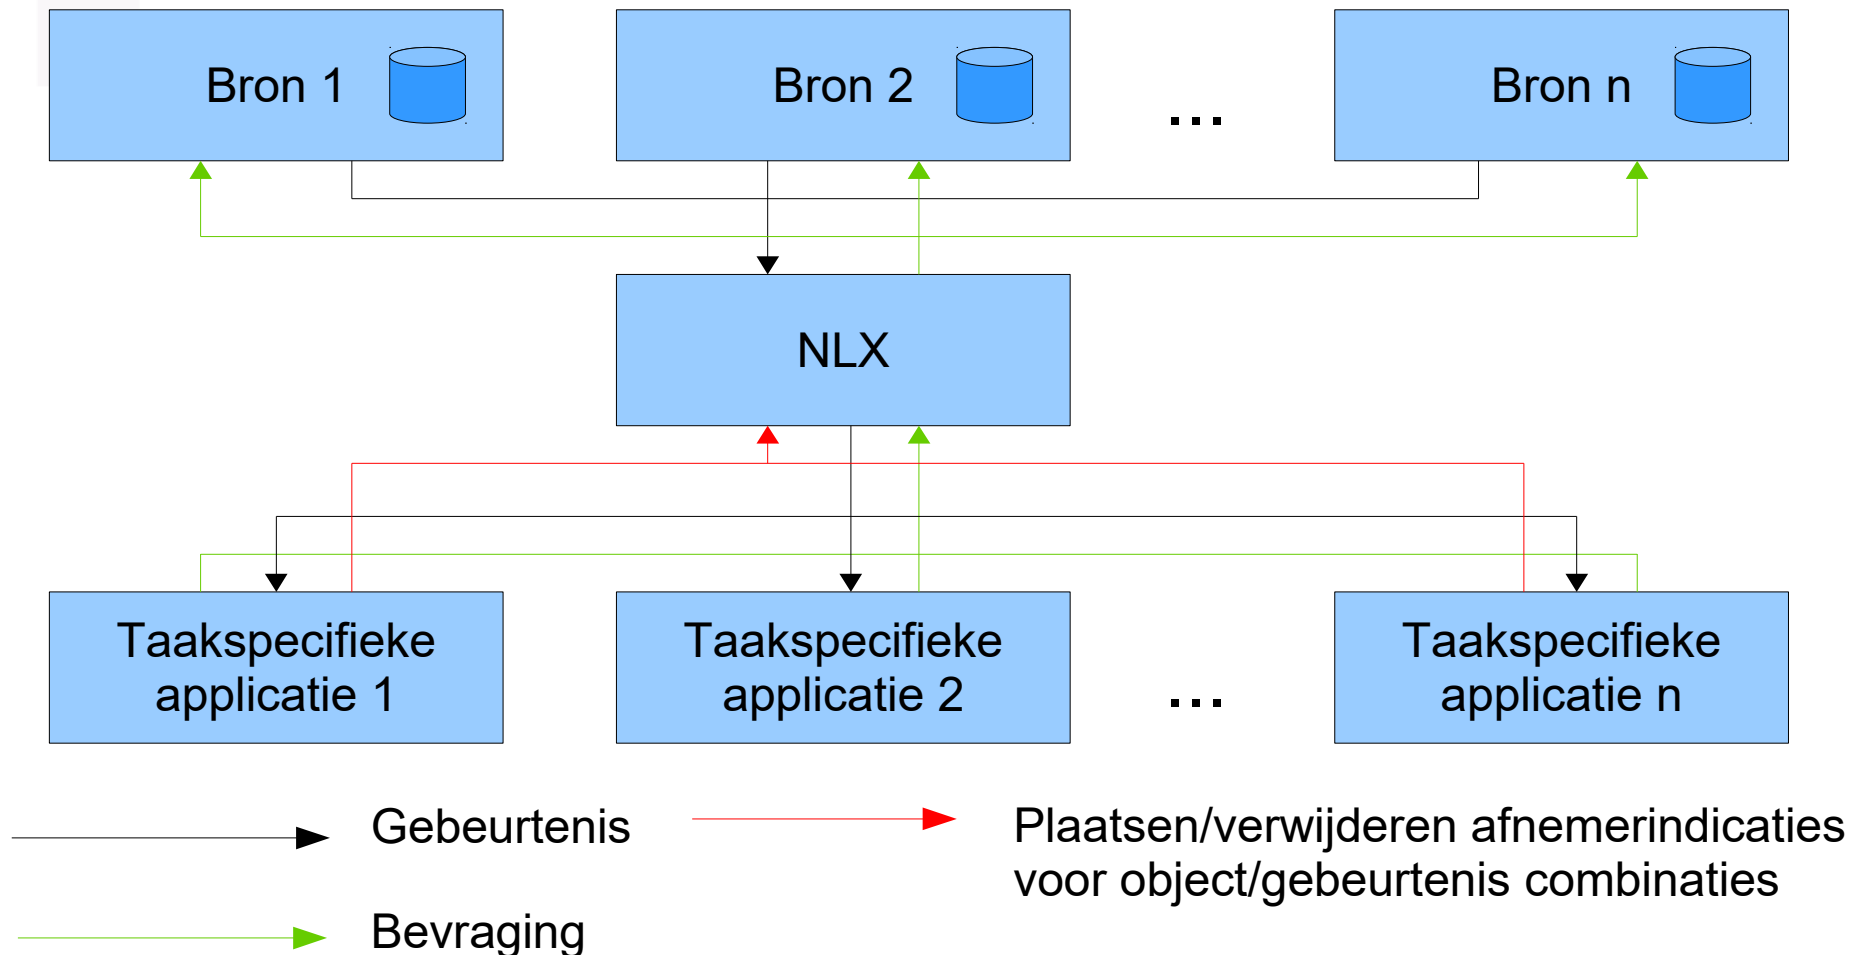 Bron 1
Bron 2
...
Bron n
NLX
Taakspecifieke
applicatie 1
Taakspecifieke
applicatie 2
...
Taakspecifieke
applicatie n
Gebeurtenis
Plaatsen/verwijderen afnemerindicaties
voor object/gebeurtenis combinaties
Bevraging